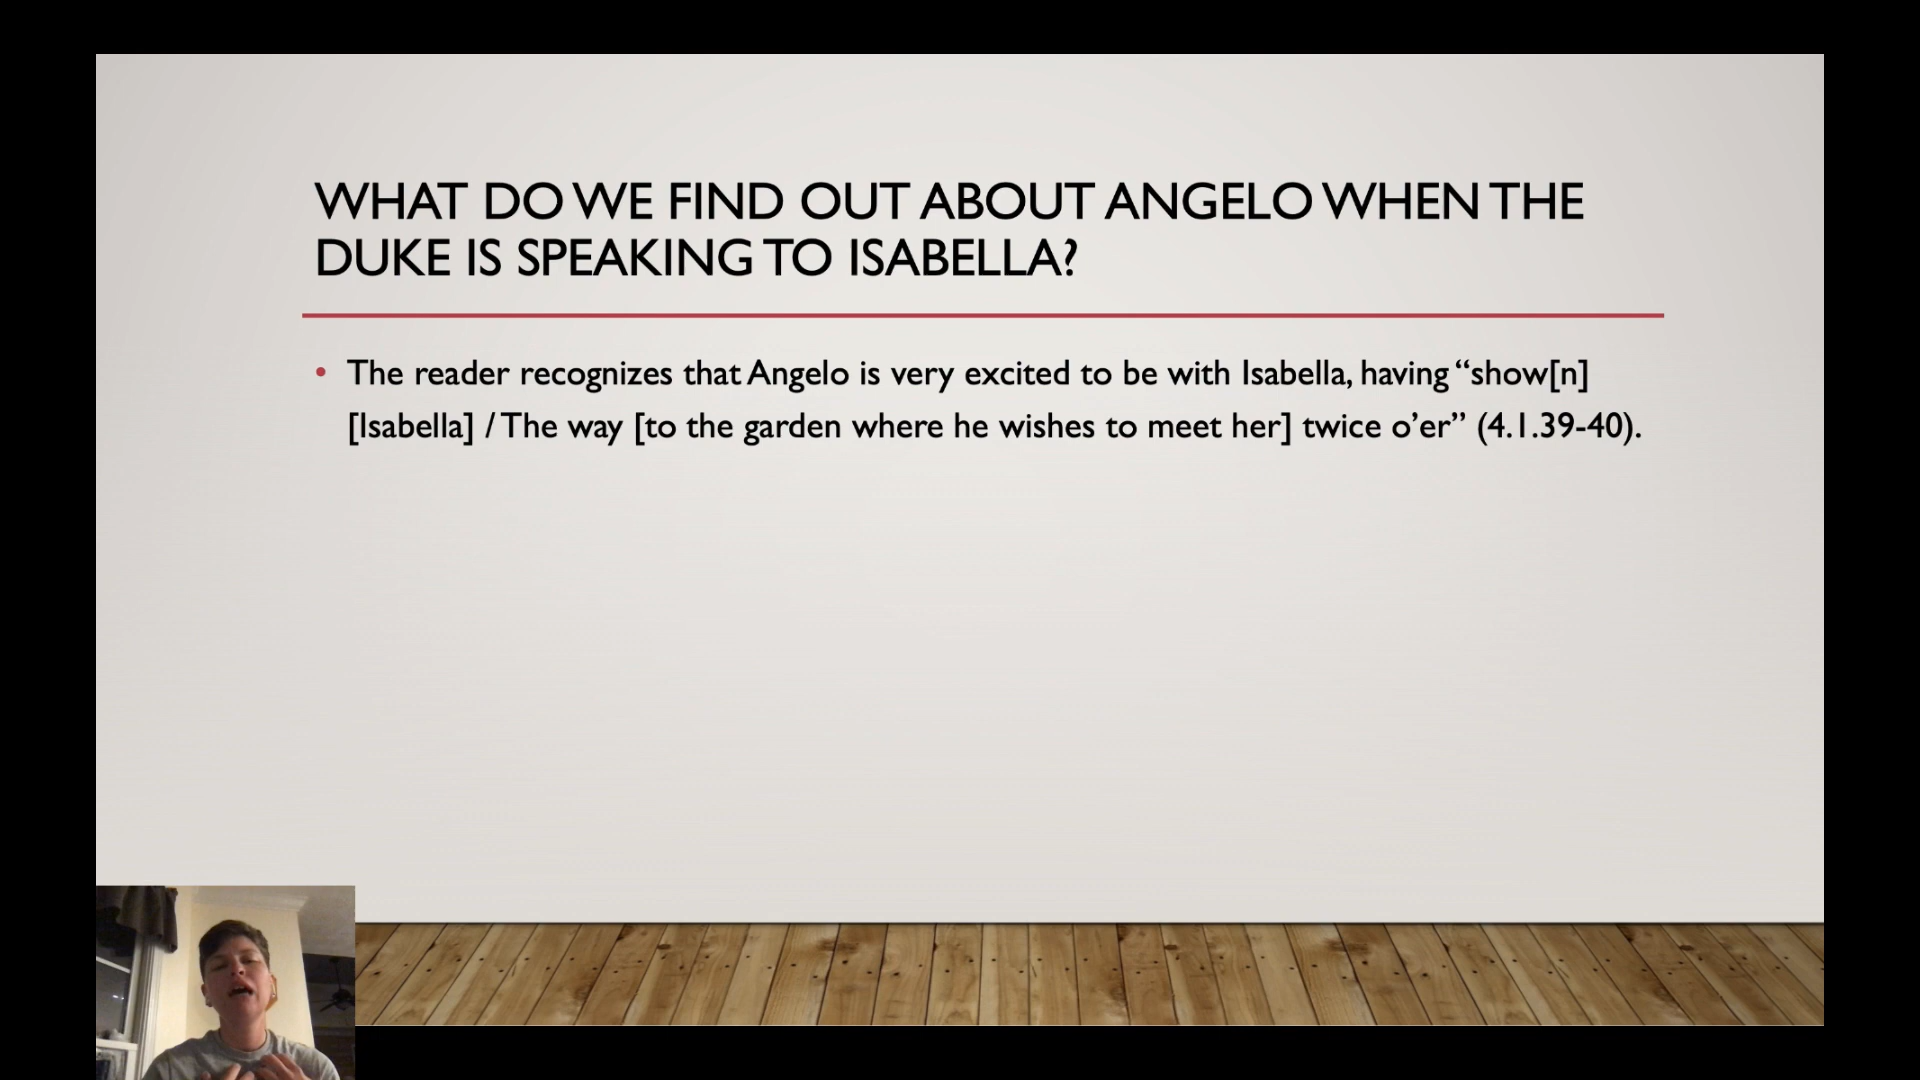 WHAT DO WE FIND OUT ABOUT ANGELO WHEN THE
DUKE IS SPEAKING TO ISABELLA?
• The reader recognizes that Angelo is very excited to be with Isabella, having “show[n]
[Isabella] / The way [to the garden where he wishes to meet her] twice o’er” (4.1.39-40).